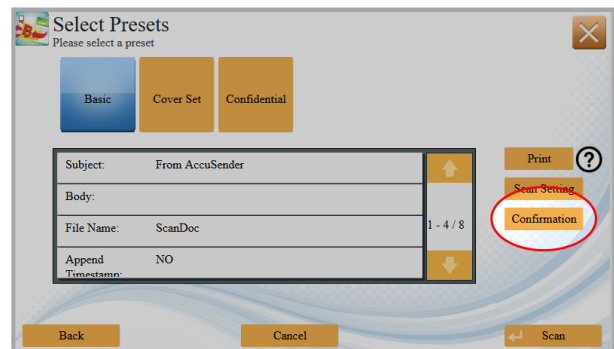 Select Presets
Please select a preset
Basic
Cover Set
Confidential
Subject: From AccuSender
Body:
File Name: ScanDoc
Append Timestamp: NO
1 - 4 / 8
Print
?
Scan Setting
Confirmation
Back
Cancel
Scan